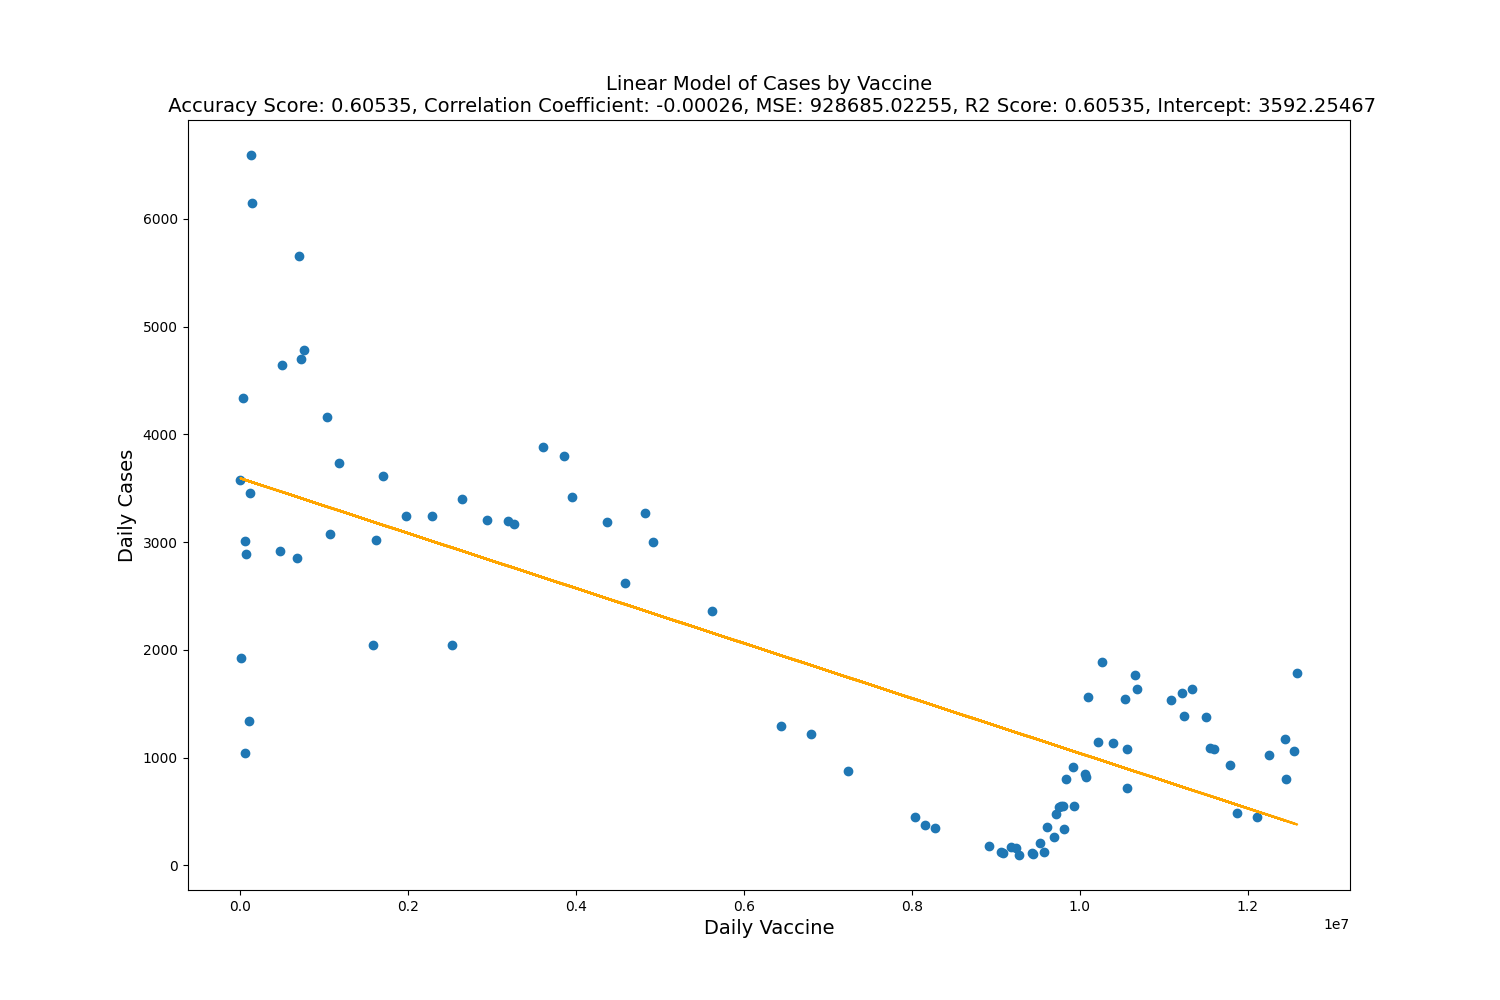 Linear Model of Cases by Vaccine
Accuracy Score: 0.60535, Correlation Coefficient: -0.00026, MSE: 928685.02255, R2 Score: 0.60535, Intercept: 3592.25467
6000
5000
4000
3000
2000
1000
0
Daily Cases
0.0 0.2 0.4 0.6 0.8 1.0 1.2
1e7
Daily Vaccine